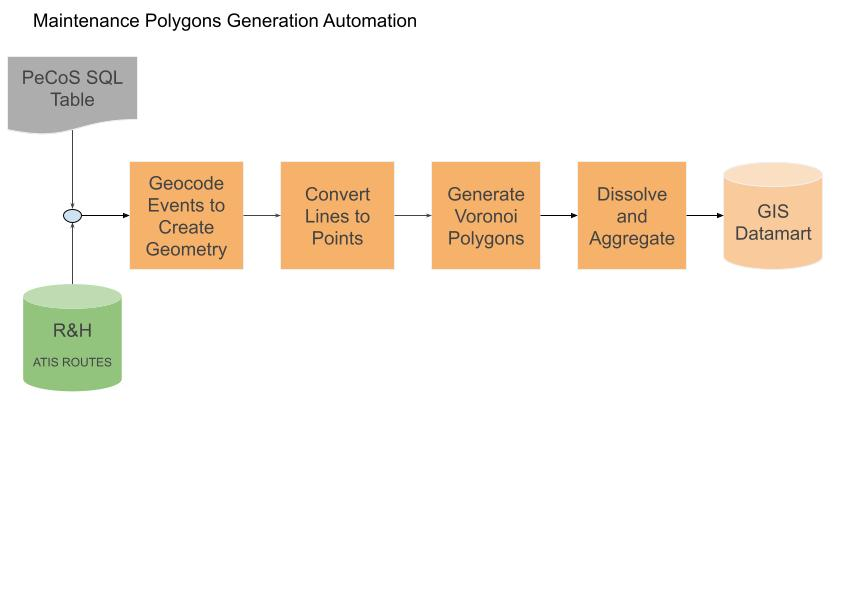 Maintenance Polygons Generation Automation
PeCoS SQL
Table
Geocode
Events to
Create
Geometry
Convert
Lines to
Points
Generate
Voronoi
Polygons
Dissolve
and
Aggregate
GIS
Datamart
R&H
ATIS ROUTES